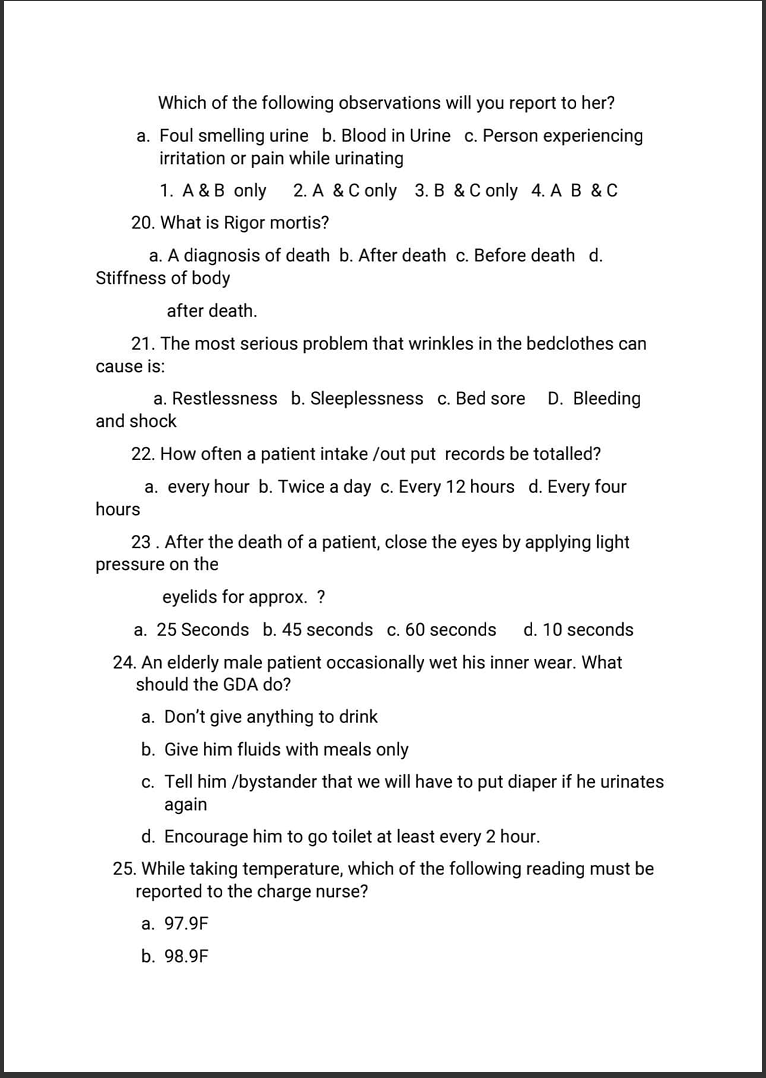 Which of the following observations will you report to her?
a. Foul smelling urine b. Blood in Urine c. Person experiencing
irritation or pain while urinating
1. A & B only 2. A & C only 3. B & C only 4. A B & C
20. What is Rigor mortis?
a. A diagnosis of death b. After death c. Before death d.
Stiffness of body
after death.
21. The most serious problem that wrinkles in the bedclothes can
cause is:
a. Restlessness b. Sleeplessness c. Bed sore D. Bleeding
and shock
22. How often a patient intake /out put records be totalled?
a. every hour b. Twice a day c. Every 12 hours d. Every four
hours
23 . After the death of a patient, close the eyes by applying light
pressure on the
eyelids for approx. ?
a. 25 Seconds b. 45 seconds c. 60 seconds d. 10 seconds
24. An elderly male patient occasionally wet his inner wear. What
should the GDA do?
a. Don’t give anything to drink
b. Give him fluids with meals only
c. Tell him /bystander that we will have to put diaper if he urinates
again
d. Encourage him to go toilet at least every 2 hour.
25. While taking temperature, which of the following reading must be
reported to the charge nurse?
a. 97.9F
b. 98.9F